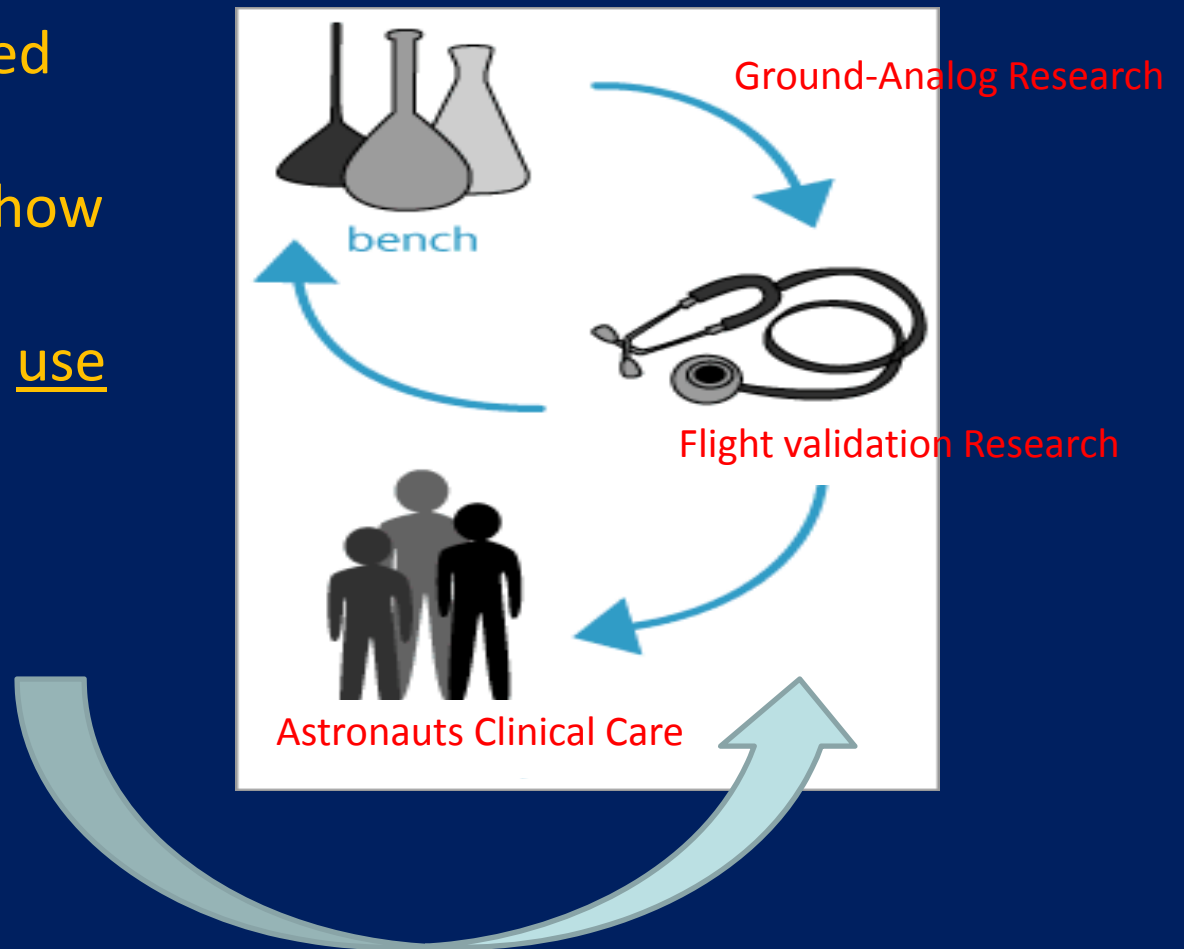 ed
how
use
Ground-Analog Research
bench
Flight validation Research
Astronauts Clinical Care